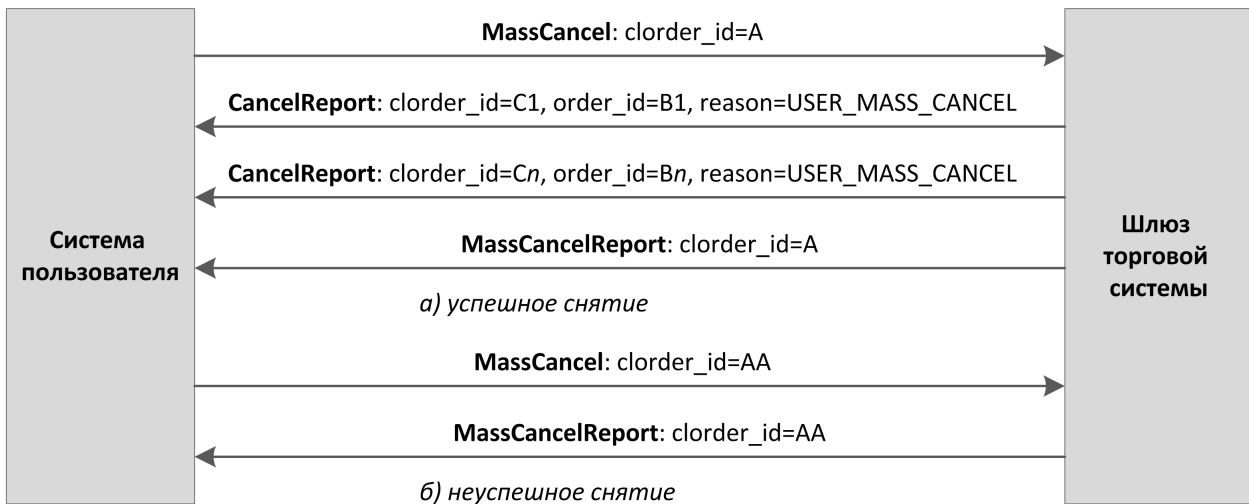 MassCancel: clorder_id=A
CancelReport: clorder_id=C1, order_id=B1, reason=USER_MASS_CANCEL
CancelReport: clorder_id=Cn, order_id=Bn, reason=USER_MASS_CANCEL
Система
пользователя
MassCancelReport: clorder_id=A
Шлюз
торговой
системы
а) успешное снятие
MassCancel: clorder_id=AA
MassCancelReport: clorder_id=AA
б) неуспешное снятие